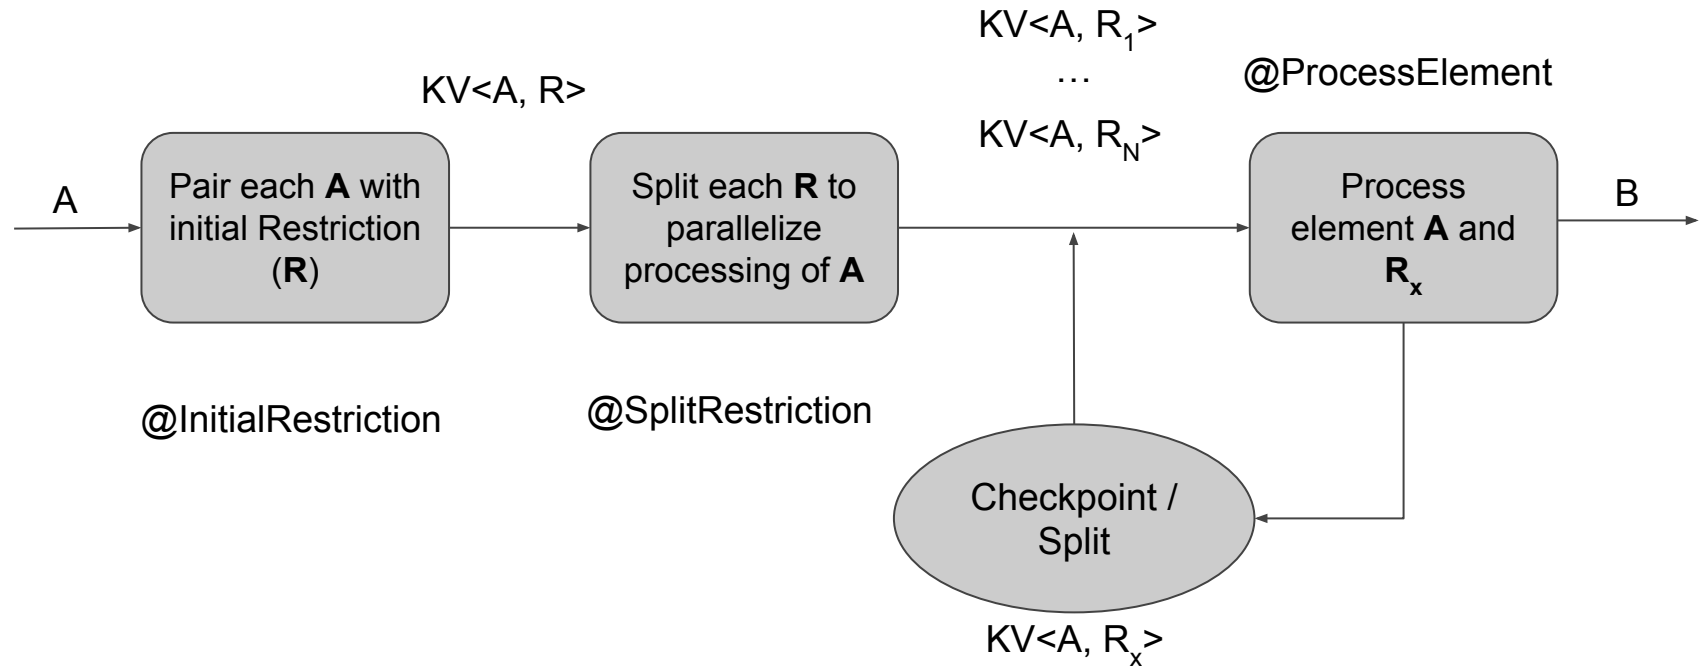 A
Pair each A with
initial Restriction
(R)
@InitialRestriction
KV<A, R>
Split each R to
parallelize
processing of A
@SplitRestriction
KV<A, R₁>
...
KV<A, R_N>
@ProcessElement
Process
element A and
Rₓ
B
Checkpoint /
Split
KV<A, Rₓ>